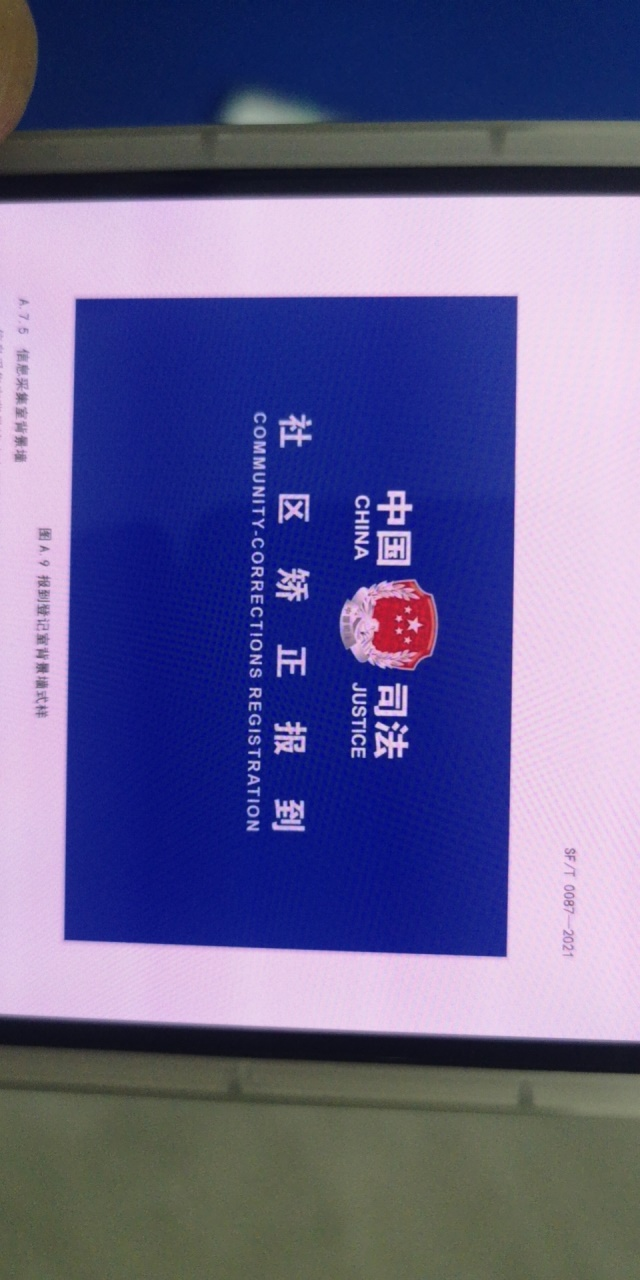 SF/T 0087—2021
中国 司法
CHINA JUSTICE
社区矫正报到
COMMUNITY-CORRECTIONS REGISTRATION
图A.9 报到登记室背景墙式样
A.7.5 信息采集室背景墙